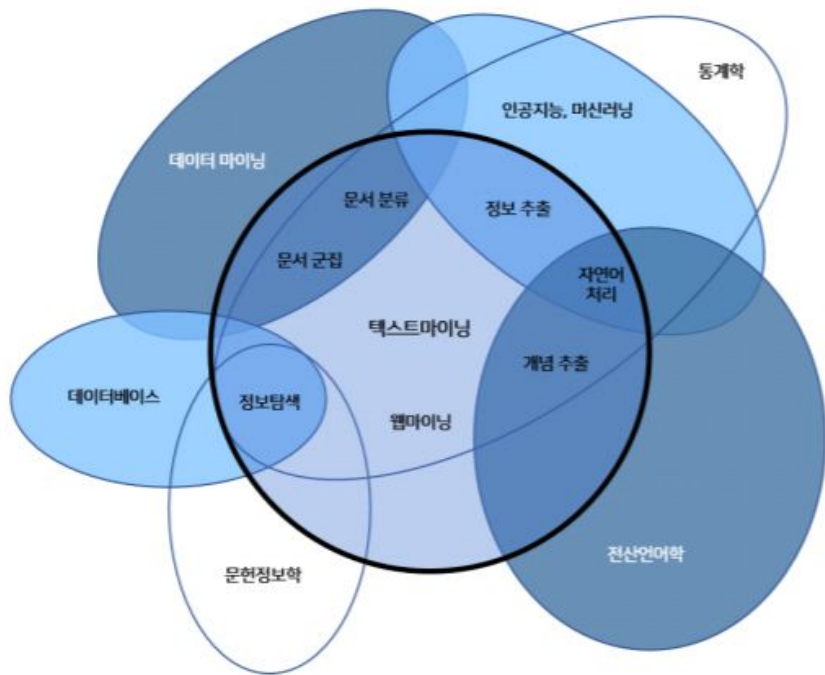 통계학
인공지능, 머신러닝
데이터 마이닝
문서 분류
정보 추출
문서 군집
자연어
처리
텍스트마이닝
개념 추출
데이터베이스
정보탐색
웹마이닝
전산언어학
문헌정보학